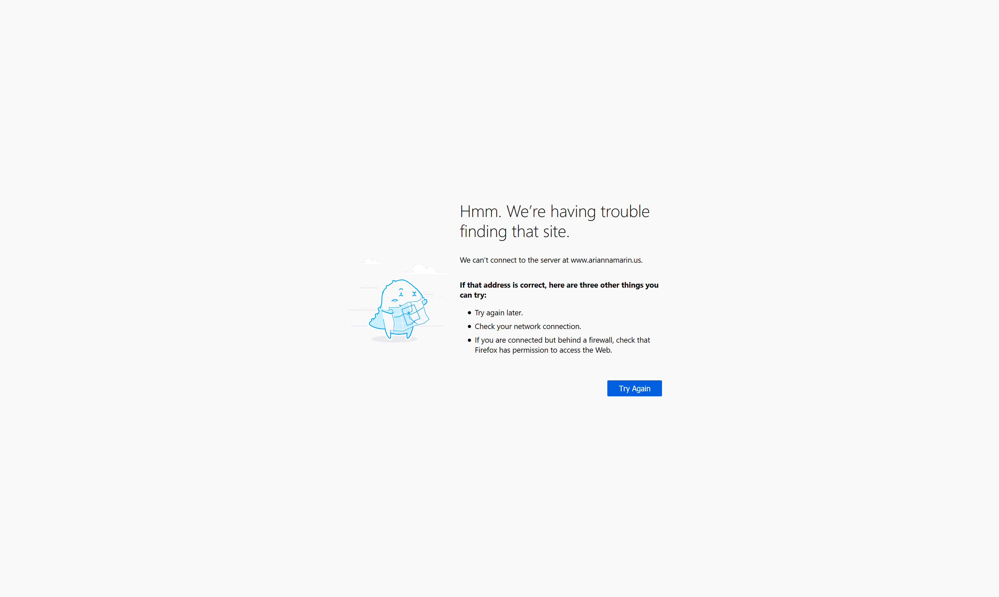 Hmm. We’re having trouble
finding that site.
We can’t connect to the server at www.ariannamarin.us.
If that address is correct, here are three other things you
can try:
• Try again later.
• Check your network connection.
• If you are connected but behind a firewall, check that
Firefox has permission to access the Web.
Try Again